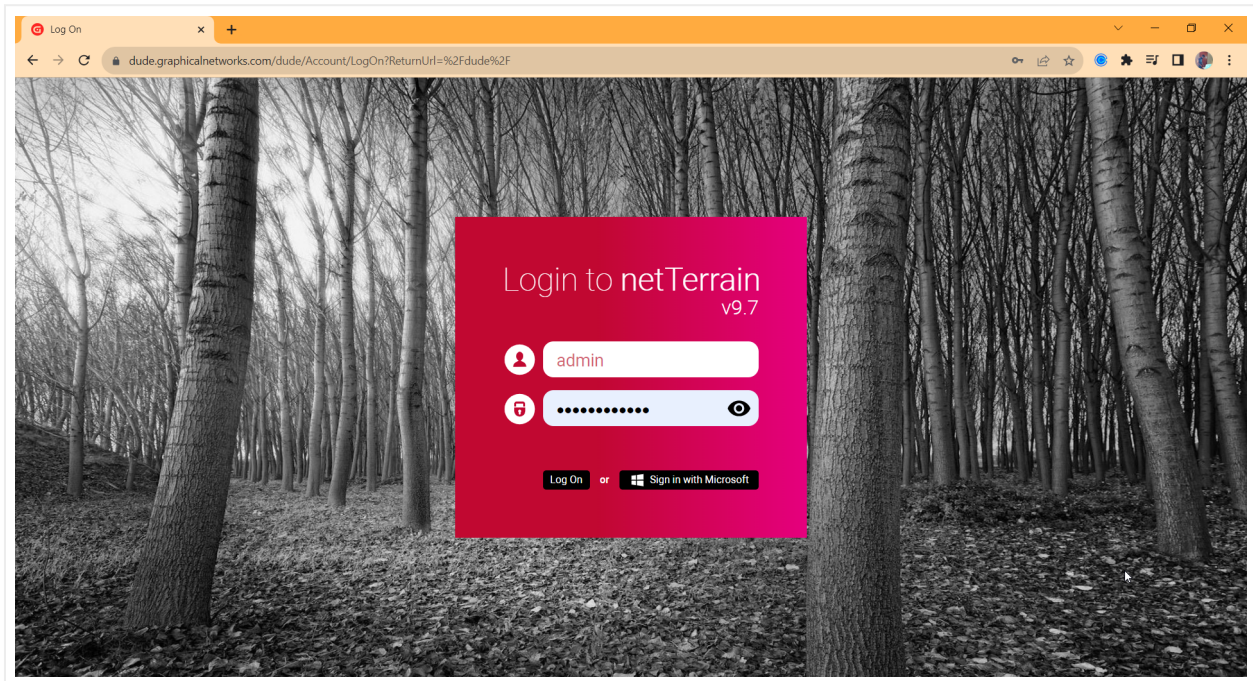 Log On
dude.graphicalnetworks.com/dude/Account/LogOn?ReturnUrl=%2Fdude%2F
Login to netTerrain
v9.7
admin
••••••••••••
Log On or Sign in with Microsoft